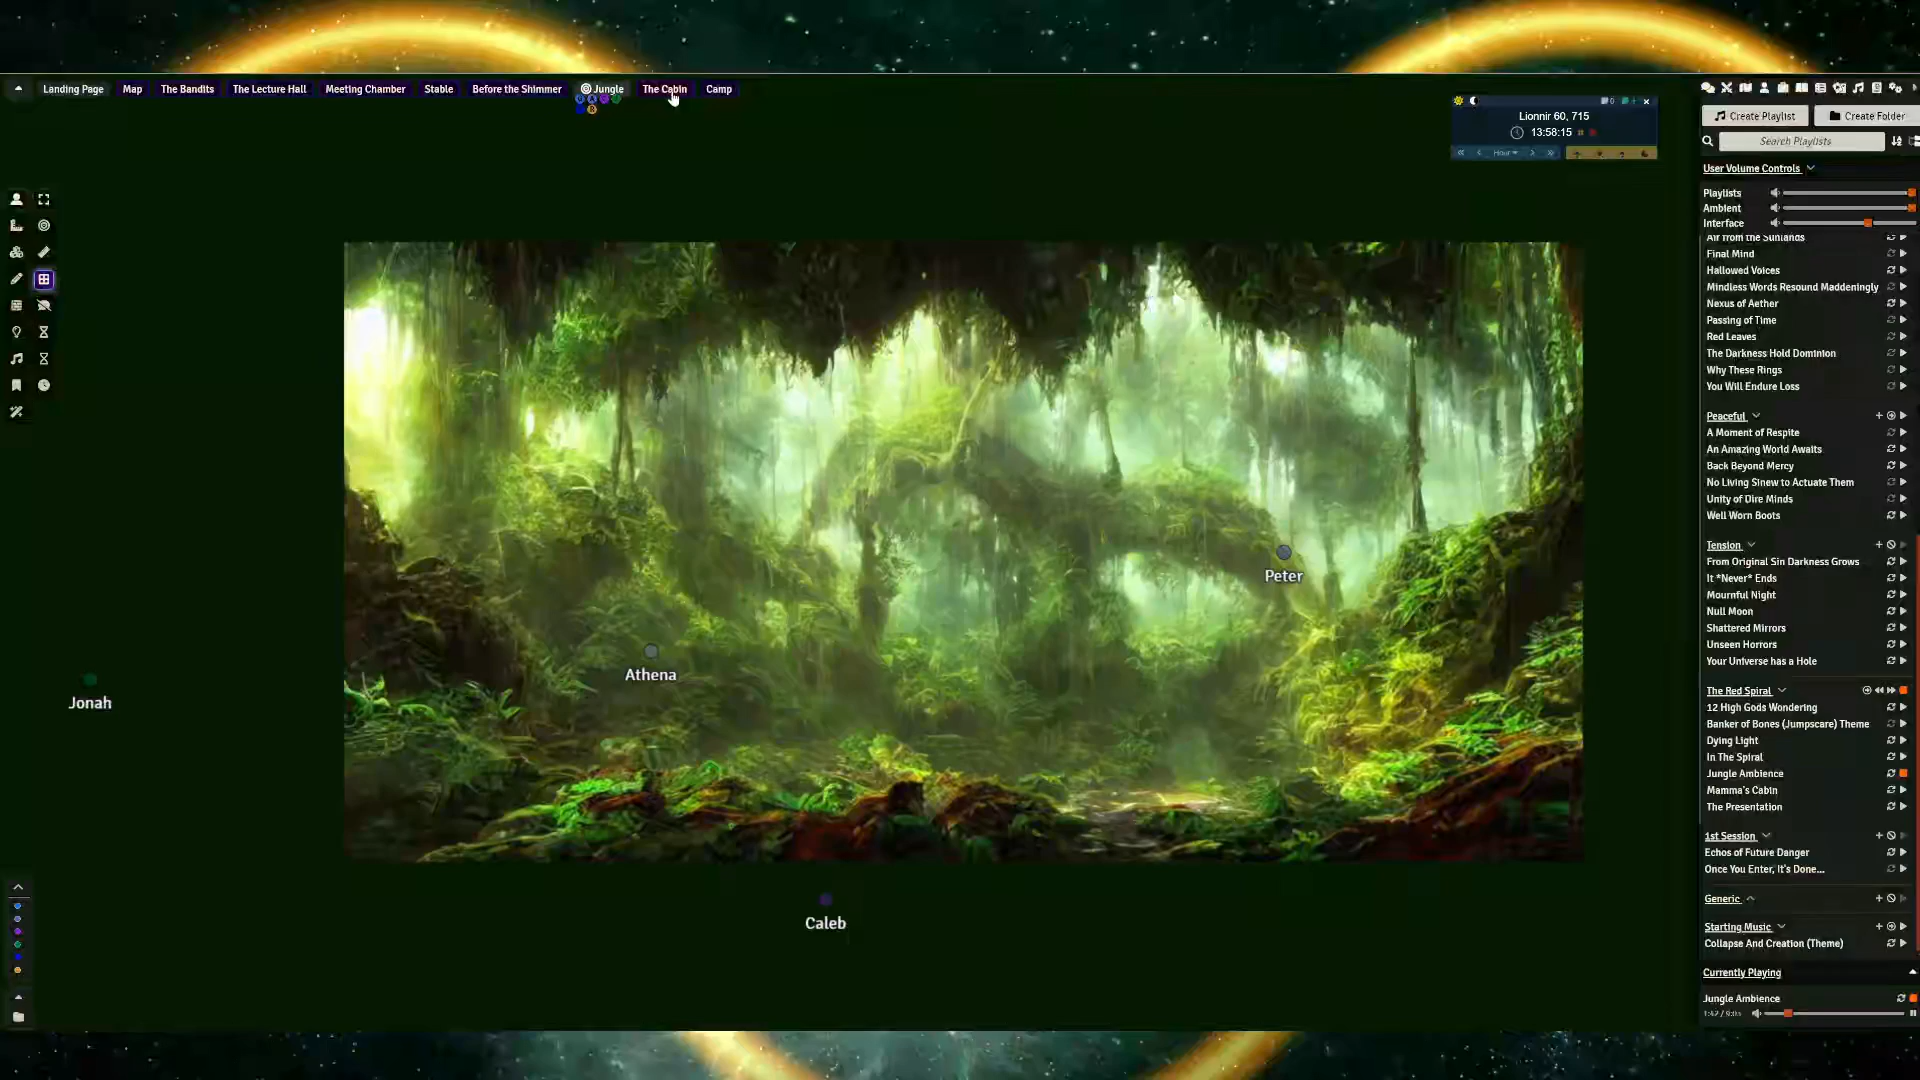 Landing Page
Map
The Bandits
The Lecture Hall
Meeting Chamber
Stable
Before the Shimmer
Jungle
The Cabin
Camp
Lionnir 60, 715
13:58:15
Hour
Create Playlist
Create Folder
Search Playlists
User Volume Controls
Playlists
Ambient
Interface
Air from the Sunlands
Final Mind
Hallowed Voices
Mindless Words Resound Maddeningly
Nexus of Aether
Passing of Time
Red Leaves
The Darkness Hold Dominion
Why These Rings
You Will Endure Loss
Peaceful
A Moment of Respite
An Amazing World Awaits
Back Beyond Mercy
No Living Sinew to Actuate Them
Unity of Dire Minds
Well Worn Boots
Tension
From Original Sin Darkness Grows
It *Never* Ends
Mournful Night
Null Moon
Shattered Mirrors
Unseen Horrors
Your Universe has a Hole
The Red Spiral
12 High Gods Wondering
Banker of Bones (Jumpscare) Theme
Dying Light
In The Spiral
Jungle Ambience
Mamma's Cabin
The Presentation
1st Session
Echos of Future Danger
Once You Enter, It's Done...
Generic
Starting Music
Collapse And Creation (Theme)
Currently Playing
Jungle Ambience
Peter
Athena
Jonah
Caleb